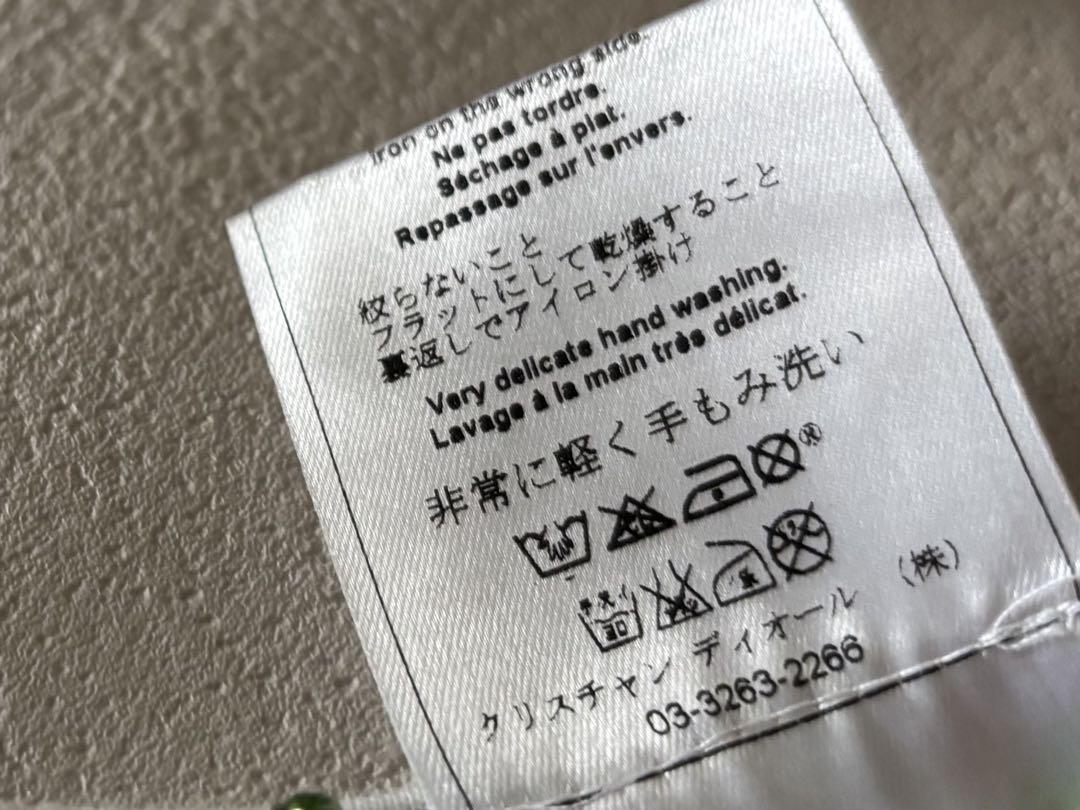 Iron on the wrong side.
Ne pas tordre.
Séchage à plat.
Repassage sur l'envers.
絞らないこと
フラットにして乾燥すること
裏返しでアイロン掛け
Very delicate hand washing.
Lavage à la main très délicat.
非常に軽く手もみ洗い
®
クリスチャン ディオール (株)
03-3263-2266